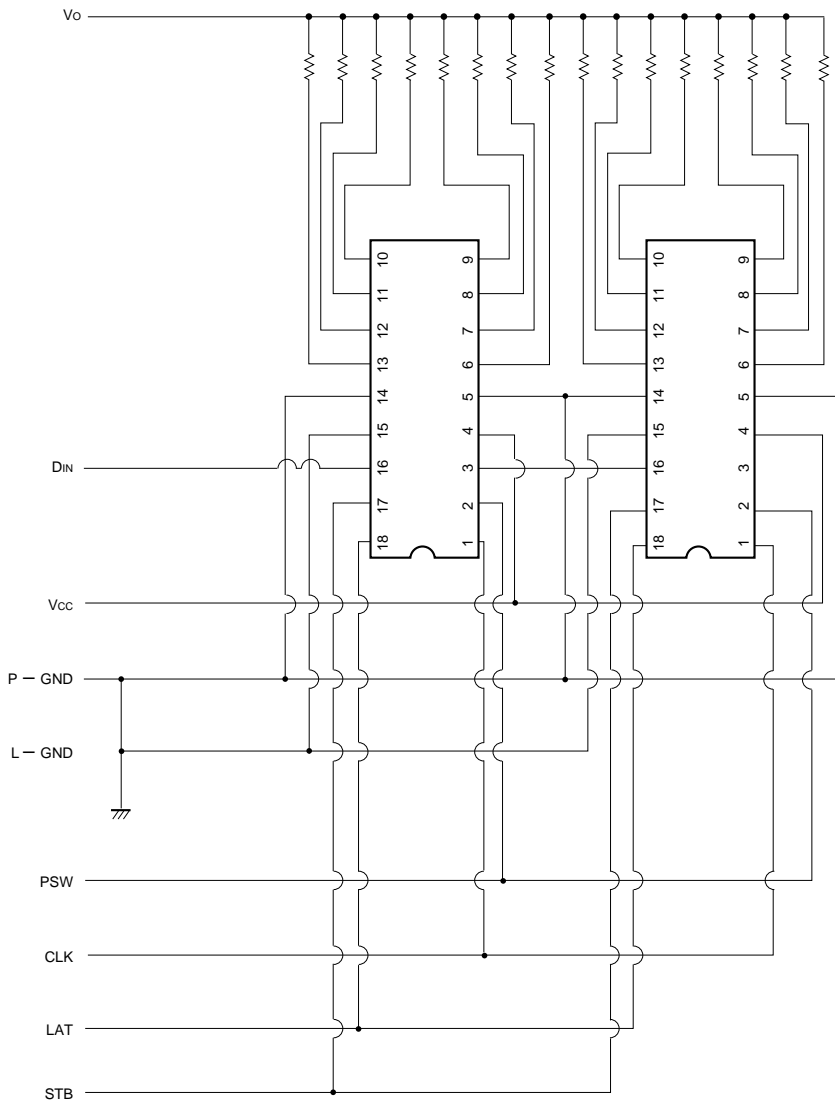 Vo
10 9 10 9
11 8 11 8
12 7 12 7
13 6 13 6
14 5 14 5
15 4 15 4
DIN 16 3 16 3
17 2 17 2
18 1 18 1
Vcc
P－GND
L－GND
PSW
CLK
LAT
STB